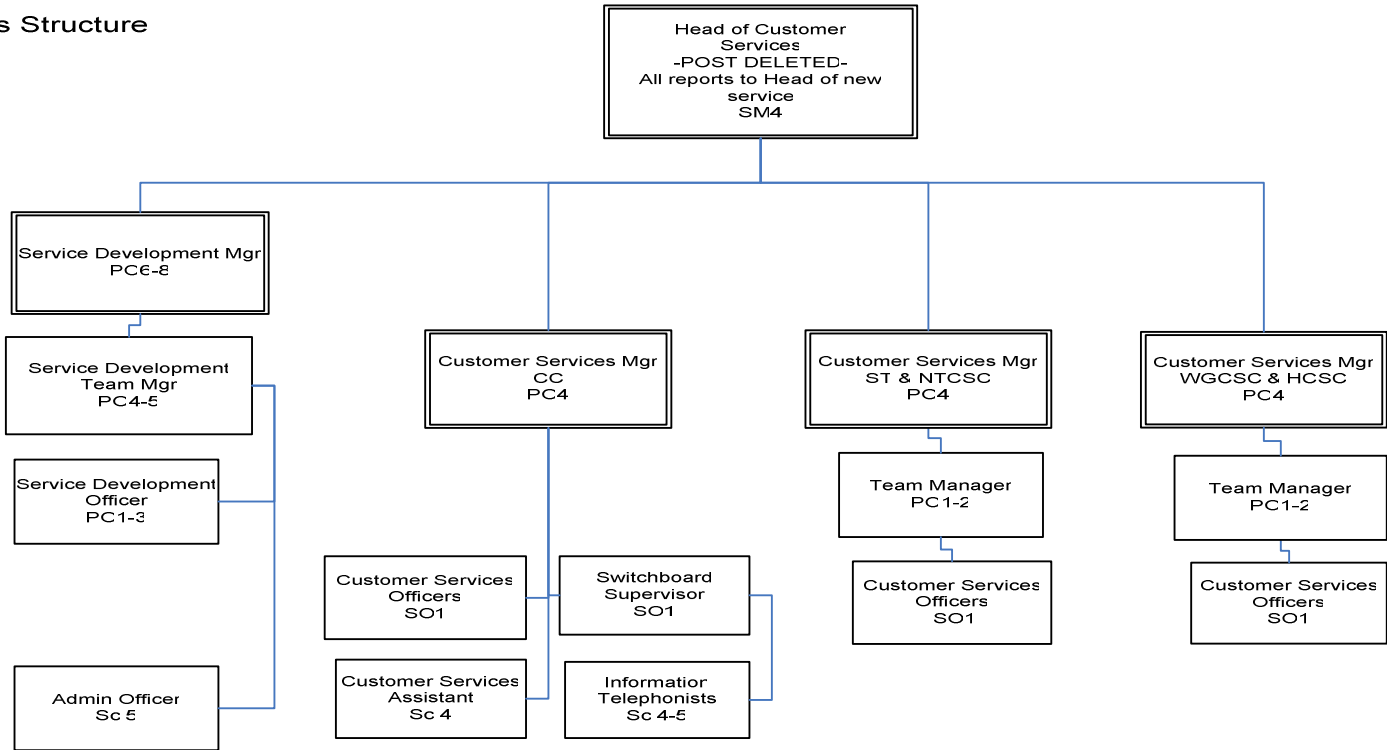 s Structure
Head of Customer
Services
-POST DELETED-
All reports to Head of new
service
SM4
Service Development Mgr
PC6-8
Service Development
Team Mgr
PC4-5
Service Development
Officer
PC1-3
Admin Officer
Sc 5
Customer Services Mgr
CC
PC4
Customer Services
Officers
SO1
Switchboard
Supervisor
SO1
Customer Services
Assistant
Sc 4
Information
Telephonists
Sc 4-5
Customer Services Mgr
ST & NTCSC
PC4
Team Manager
PC1-2
Customer Services
Officers
SO1
Customer Services Mgr
WGCSC & HCSC
PC4
Team Manager
PC1-2
Customer Services
Officers
SO1